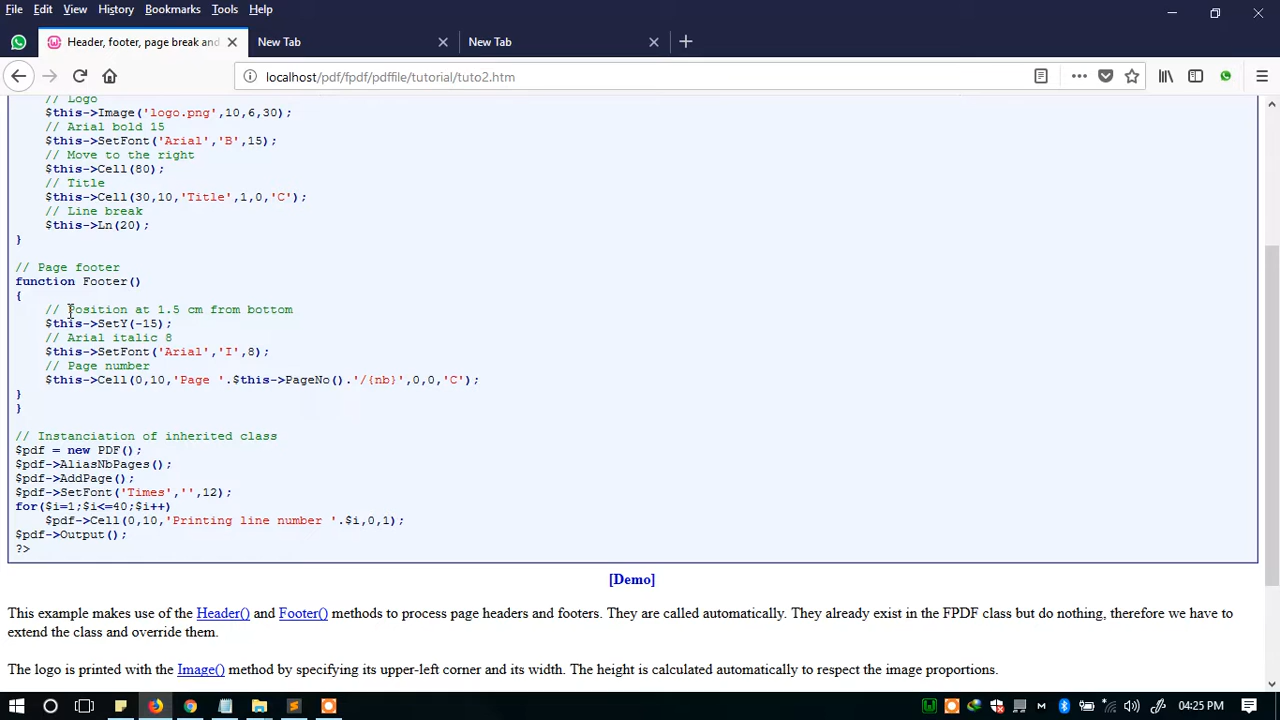 File Edit View History Bookmarks Tools Help
Header, footer, page break and
New Tab
New Tab
localhost/pdf/fpdf/pdffile/tutorial/tuto2.htm
// Logo
$this->Image('logo.png',10,6,30);
// Arial bold 15
$this->SetFont('Arial','B',15);
// Move to the right
$this->Cell(80);
// Title
$this->Cell(30,10,'Title',1,0,'C');
// Line break
$this->Ln(20);
}
// Page footer
function Footer()
{
// Position at 1.5 cm from bottom
$this->SetY(-15);
// Arial italic 8
$this->SetFont('Arial','I',8);
// Page number
$this->Cell(0,10,'Page '.$this->PageNo().'/{nb}',0,0,'C');
}
}
// Instanciation of inherited class
$pdf = new PDF();
$pdf->AliasNbPages();
$pdf->AddPage();
$pdf->SetFont('Times','',12);
for($i=1;$i<=40;$i++)
$pdf->Cell(0,10,'Printing line number '.$i,0,1);
$pdf->Output();
?>
[Demo]
This example makes use of the Header() and Footer() methods to process page headers and footers. They are called automatically. They already exist in the FPDF class but do nothing, therefore we have to
extend the class and override them.
The logo is printed with the Image() method by specifying its upper-left corner and its width. The height is calculated automatically to respect the image proportions.
04:25 PM